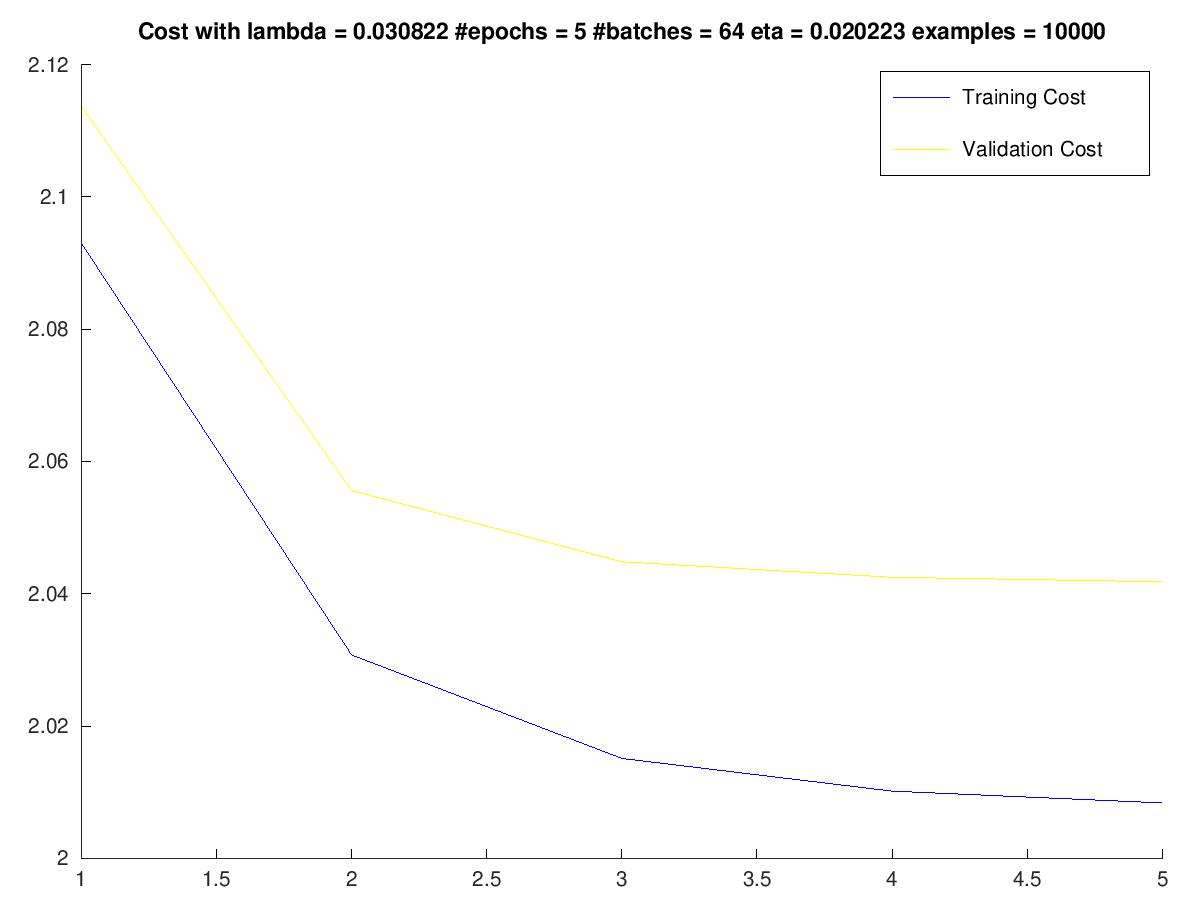 Cost with lambda = 0.030822 #epochs = 5 #batches = 64 eta = 0.020223 examples = 10000
2.12
2.1
2.08
2.06
2.04
2.02
2
Training Cost
Validation Cost
1 1.5 2 2.5 3 3.5 4 4.5 5